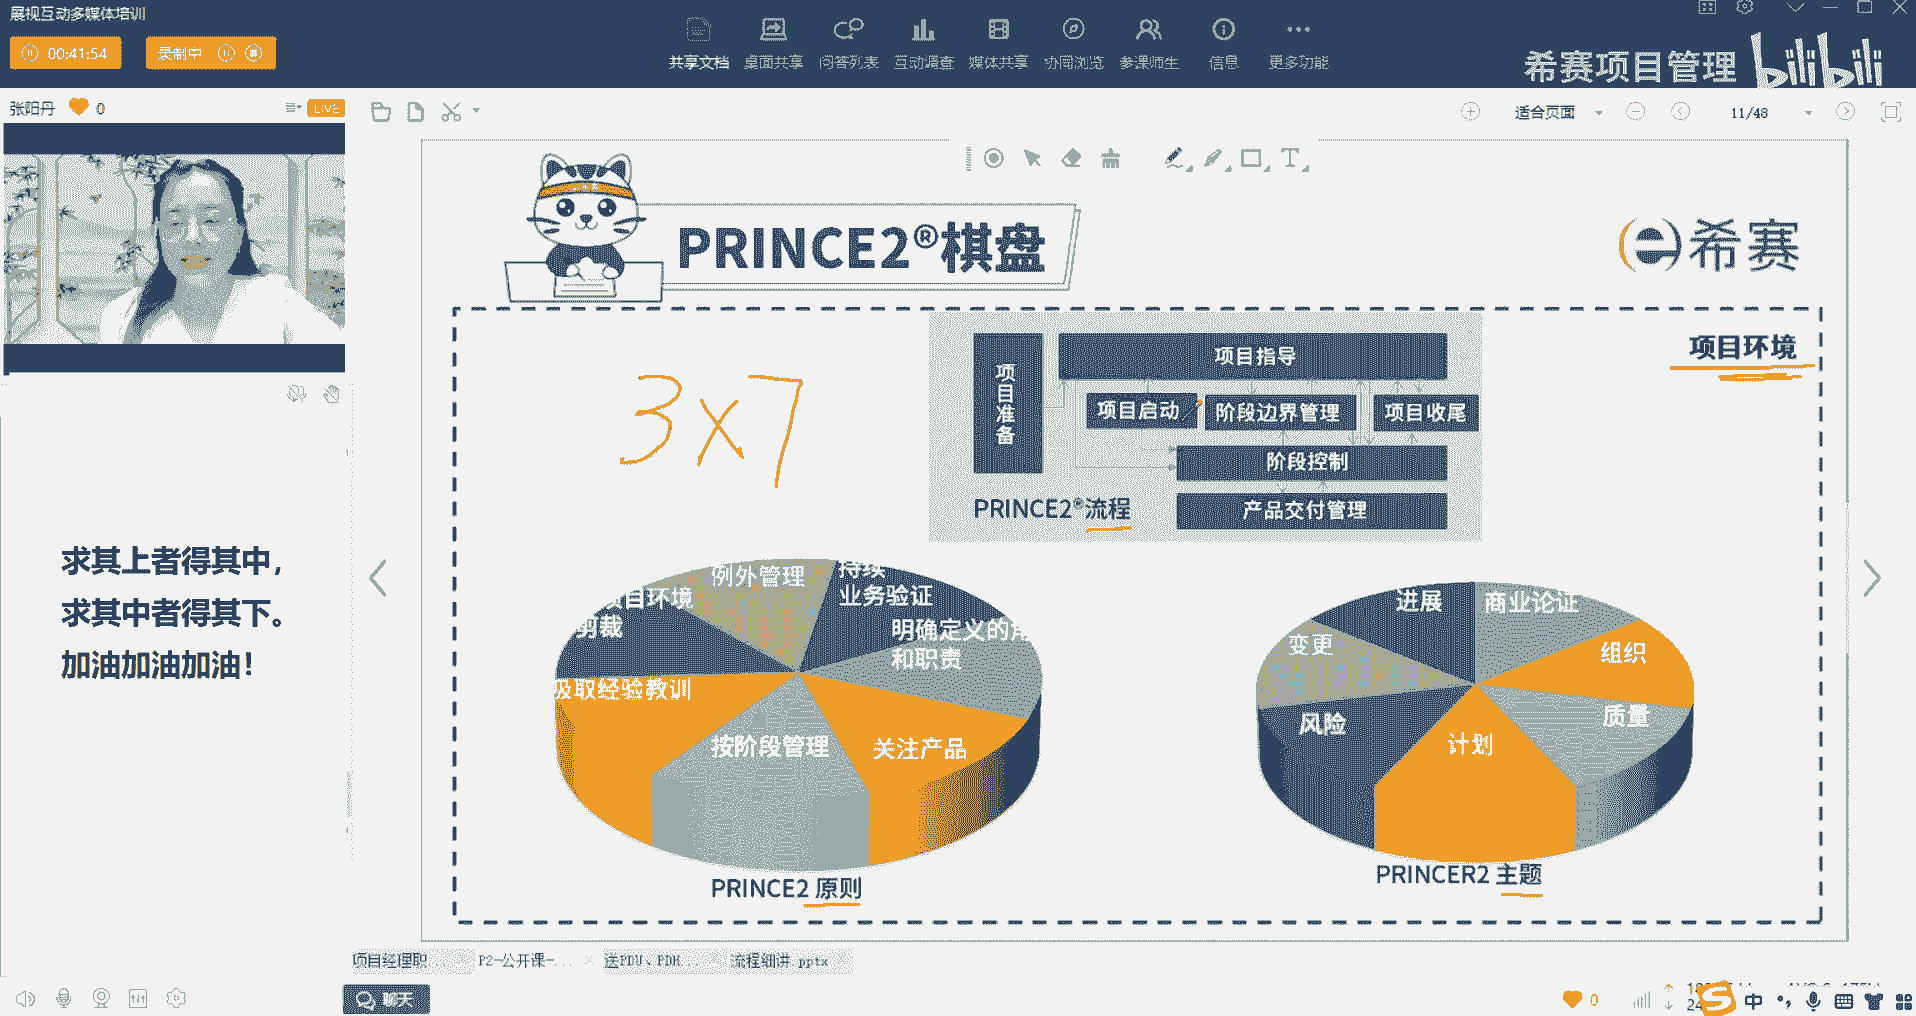 展视互动多媒体培训
00:41:54
录制中
共享文档
桌面共享
问答列表
互动调查
媒体共享
协同浏览
参课师生
信息
更多功能
希赛项目管理
bilibili
张阳丹
0
LIVE
适合页面
11/48
PRINCE2®棋盘
希赛
项目环境
3×7
项目准备
项目指导
项目启动
阶段边界管理
项目收尾
阶段控制
产品交付管理
PRINCE2®流程
例外管理
持续
业务验证
明确定义的角
和职责
项目环境
剪裁
吸取经验教训
按阶段管理
关注产品
PRINCE2 原则
进展
商业论证
变更
组织
风险
质量
计划
PRINCER2 主题
求其上者得其中，
求其中者得其下。
加油加油加油！
项目经理职
P2-公开课-...
送PDU、PDH...
流程细讲.pptx
聊天
0
中